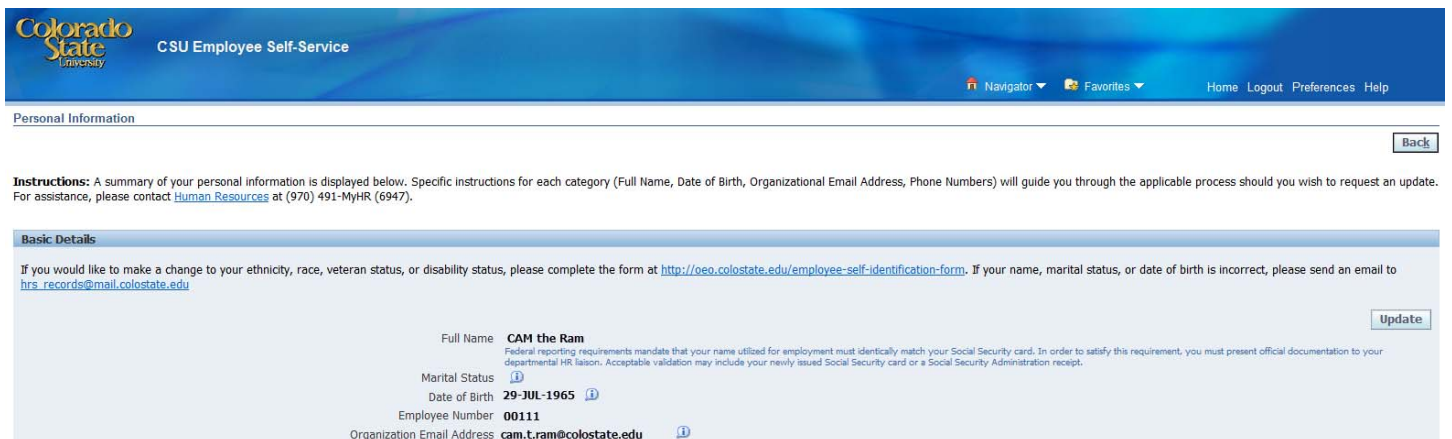 Colorado
State
University
CSU Employee Self-Service
Navigator Favorites Home Logout Preferences Help
Personal Information
Back
Instructions: A summary of your personal information is displayed below. Specific instructions for each category (Full Name, Date of Birth, Organizational Email Address, Phone Numbers) will guide you through the applicable process should you wish to request an update.
For assistance, please contact Human Resources at (970) 491-MyHR (6947).
Basic Details
If you would like to make a change to your ethnicity, race, veteran status, or disability status, please complete the form at http://oeo.colostate.edu/employee-self-identification-form. If your name, marital status, or date of birth is incorrect, please send an email to
hrs_records@mail.colostate.edu
Update
Full Name CAM the Ram
Federal reporting requirements mandate that your name utilized for employment must identically match your Social Security card. In order to satisfy this requirement, you must present official documentation to your
departmental HR liaison. Acceptable validation may include your newly issued Social Security card or a Social Security Administration receipt.
Marital Status
Date of Birth 29-JUL-1965
Employee Number 00111
Organization Email Address cam.t.ram@colostate.edu